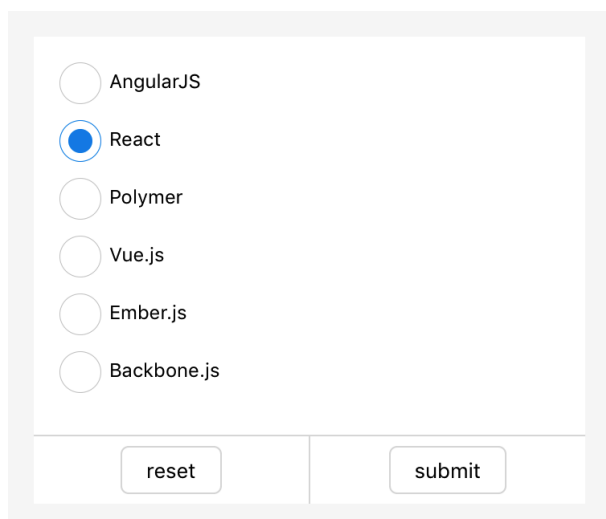 AngularJS
React
Polymer
Vue.js
Ember.js
Backbone.js
reset submit